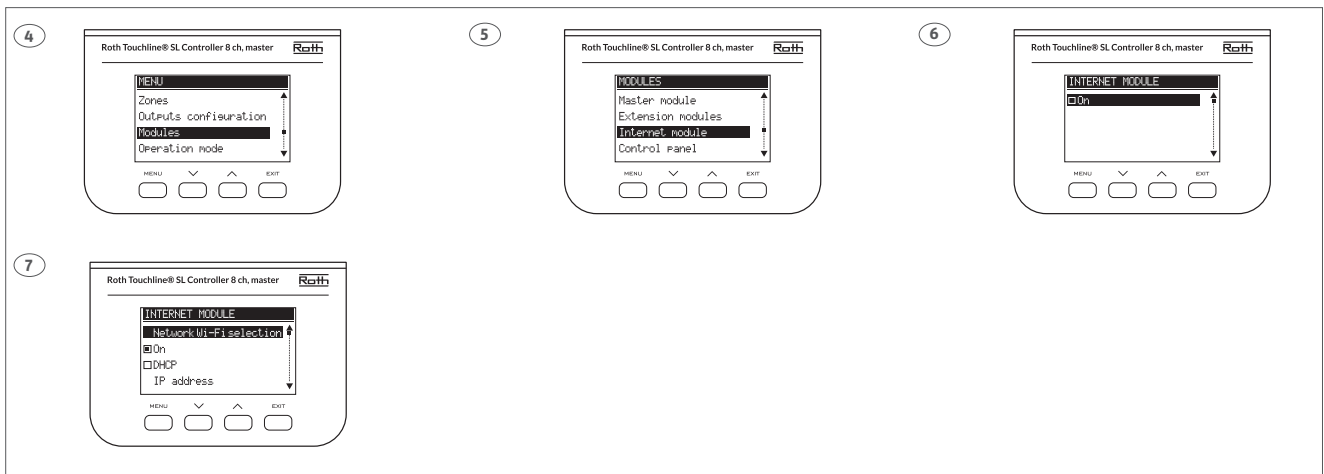 4
Roth Touchline® SL Controller 8 ch, master Roth
MENU
Zones
Outputs configuration
Modules
Operation mode
MENU EXIT
5
Roth Touchline® SL Controller 8 ch, master Roth
MODULES
Master module
Extension modules
Internet module
Control panel
MENU EXIT
6
Roth Touchline® SL Controller 8 ch, master Roth
INTERNET MODULE
On
MENU EXIT
7
Roth Touchline® SL Controller 8 ch, master Roth
INTERNET MODULE
Network Wi-Fi selection
On
DHCP
IP address
MENU EXIT